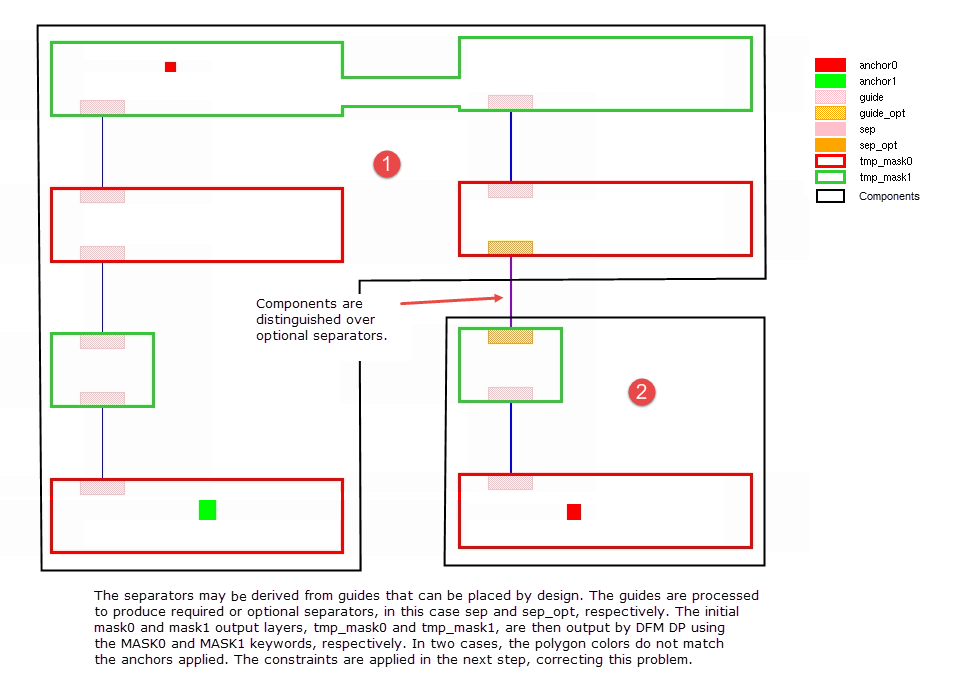 anchor0
anchor1
guide
guide_opt
sep
sep_opt
tmp_mask0
tmp_mask1
Components
1
Components are
distinguished over
optional separators.
2
The separators may be derived from guides that can be placed by design. The guides are processed
to produce required or optional separators, in this case sep and sep_opt, respectively. The initial
mask0 and mask1 output layers, tmp_mask0 and tmp_mask1, are then output by DFM DP using
the MASK0 and MASK1 keywords, respectively. In two cases, the polygon colors do not match
the anchors applied. The constraints are applied in the next step, correcting this problem.